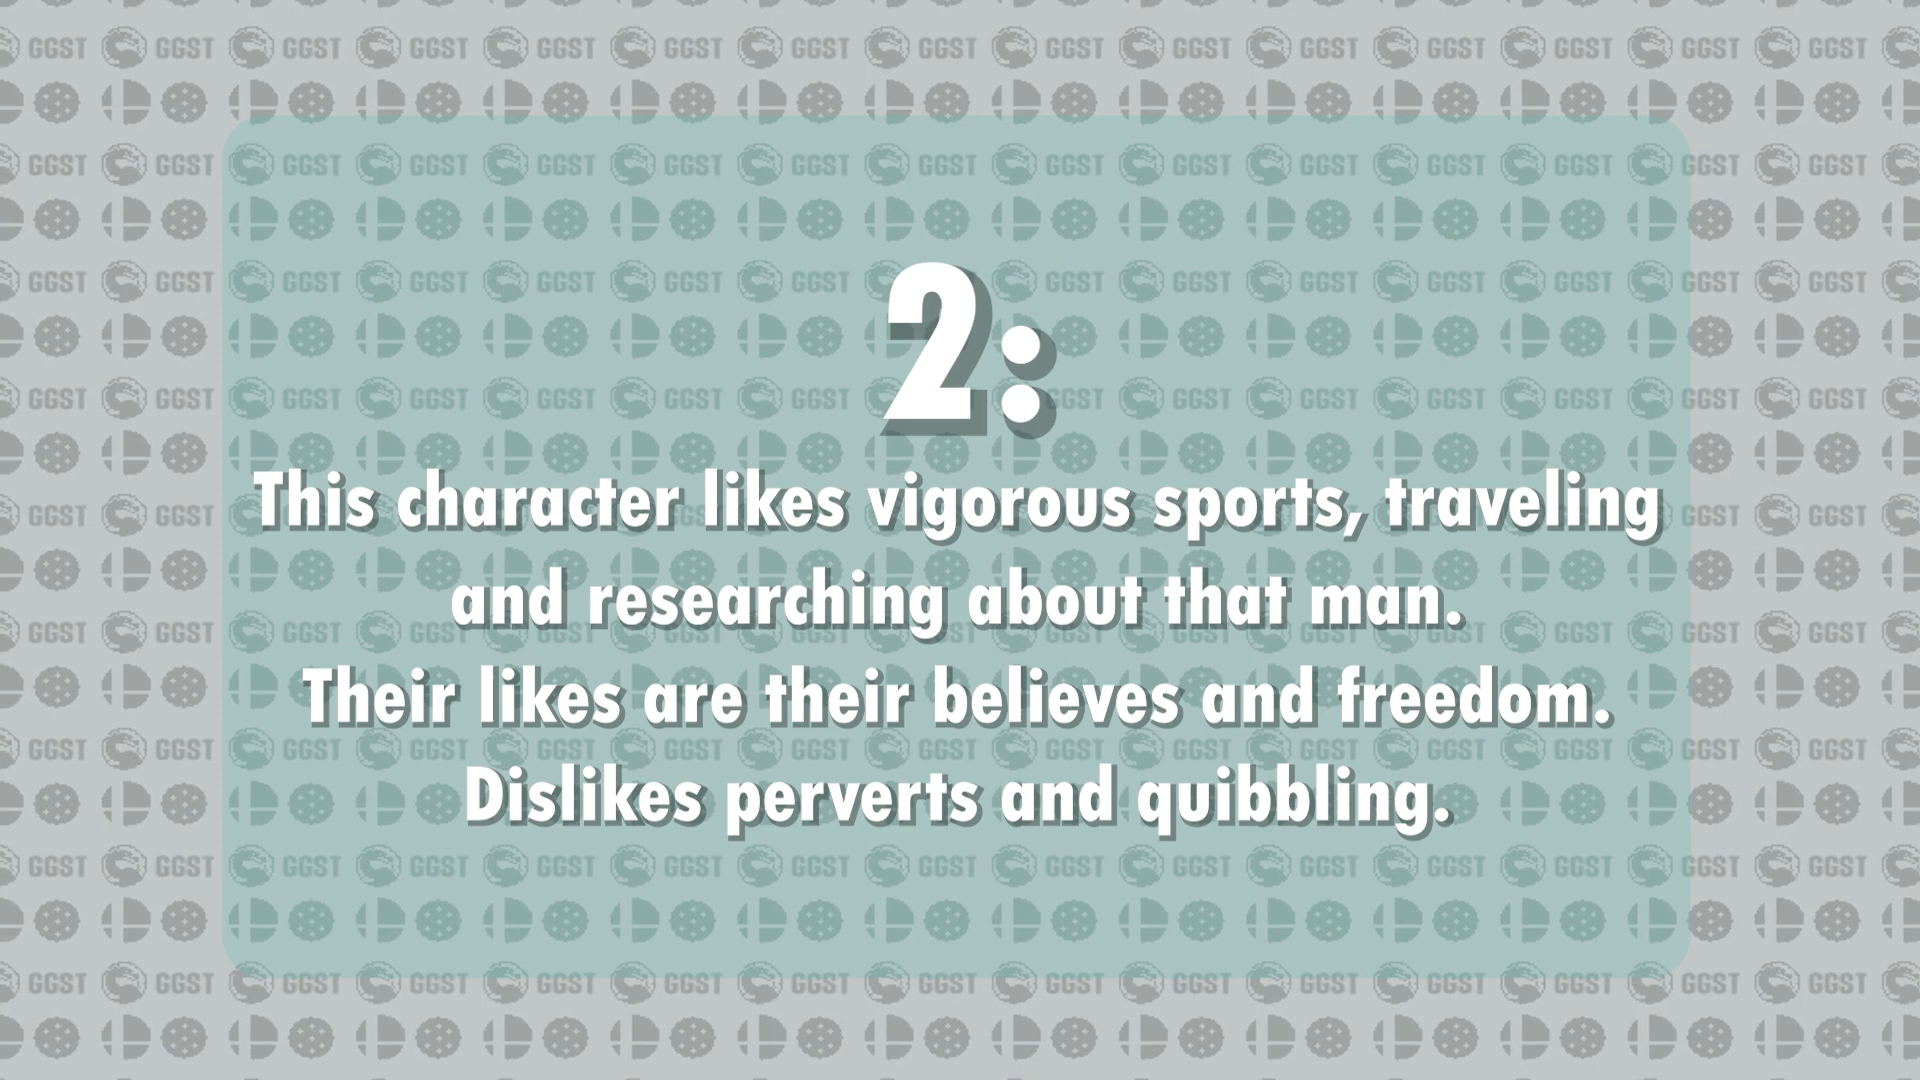 2:
This character likes vigorous sports, traveling
and researching about that man.
Their likes are their believes and freedom.
Dislikes perverts and quibbling.
GGST